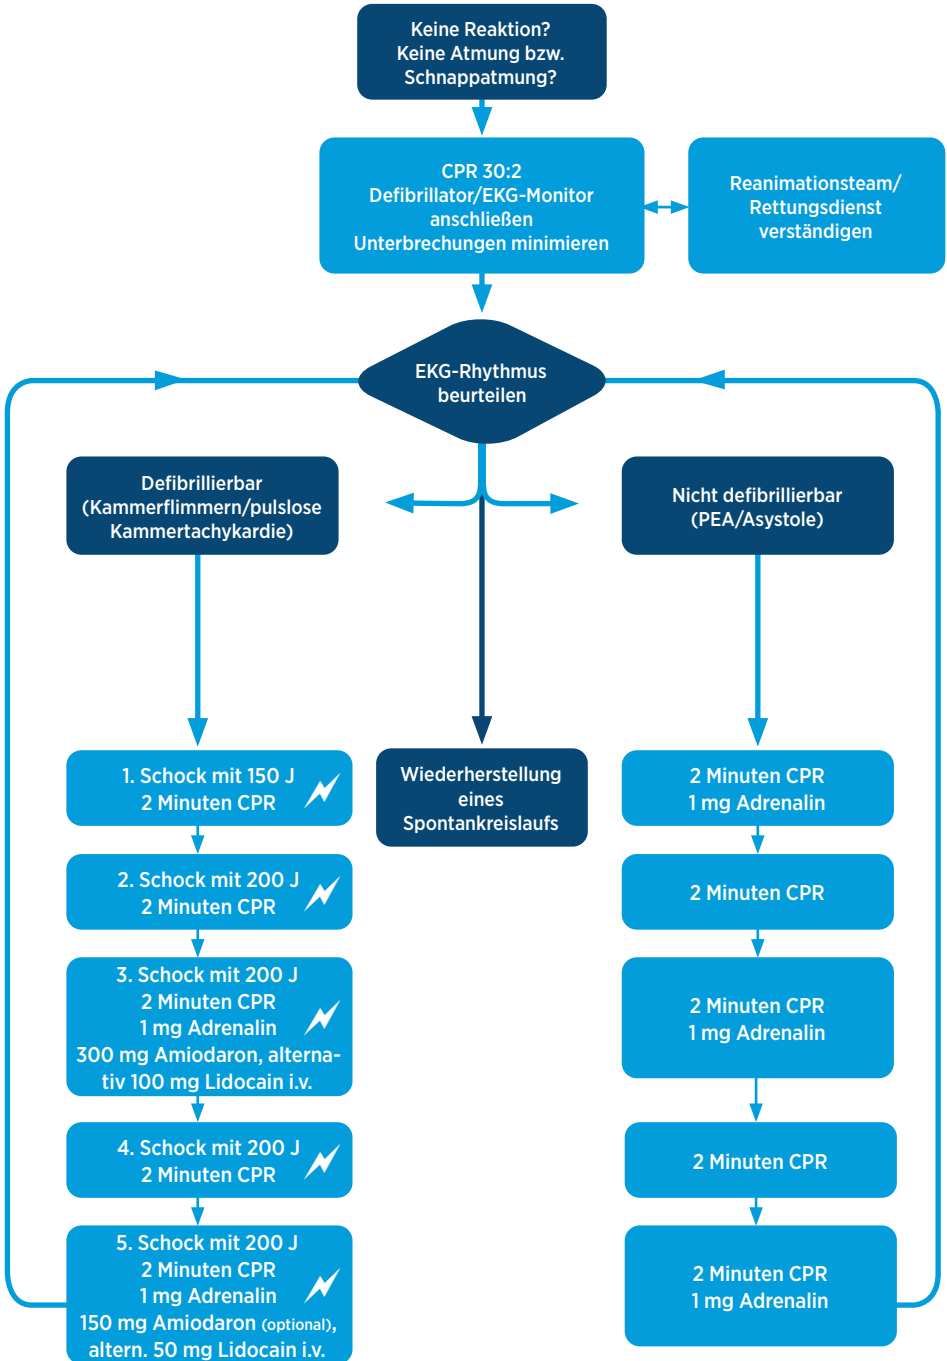 Keine Reaktion?
Keine Atmung bzw.
Schnappatmung?
CPR 30:2
Defibrillator/EKG-Monitor
anschließen
Unterbrechungen minimieren
Reanimationsteam/
Rettungsdienst
verständigen
EKG-Rhythmus
beurteilen
Defibrillierbar
(Kammerflimmern/pulslose
Kammertachykardie)
Nicht defibrillierbar
(PEA/Asystole)
1. Schock mit 150 J
2 Minuten CPR
2. Schock mit 200 J
2 Minuten CPR
3. Schock mit 200 J
2 Minuten CPR
1 mg Adrenalin
300 mg Amiodaron, alterna-
tiv 100 mg Lidocain i.v.
4. Schock mit 200 J
2 Minuten CPR
5. Schock mit 200 J
2 Minuten CPR
1 mg Adrenalin
150 mg Amiodaron (optional),
altern. 50 mg Lidocain i.v.
Wiederherstellung
eines
Spontankreislaufs
2 Minuten CPR
1 mg Adrenalin
2 Minuten CPR
2 Minuten CPR
1 mg Adrenalin
2 Minuten CPR
2 Minuten CPR
1 mg Adrenalin